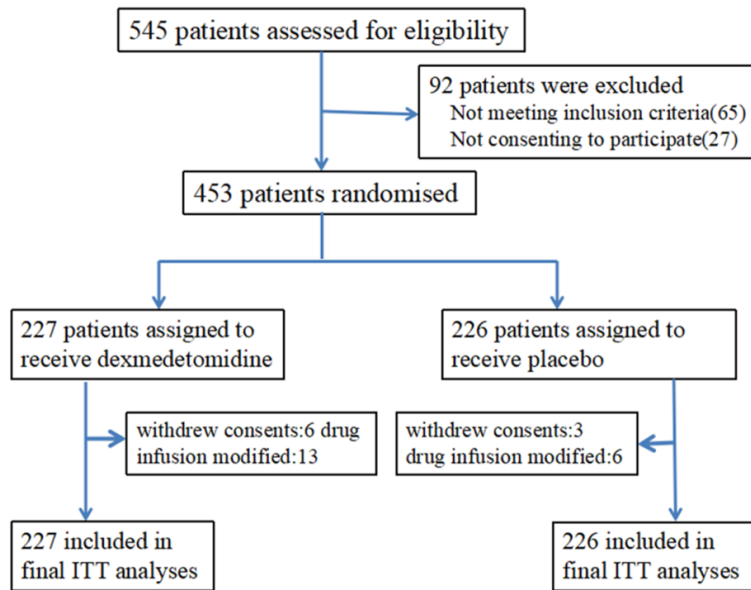 545 patients assessed for eligibility
92 patients were excluded
Not meeting inclusion criteria(65)
Not consenting to participate(27)
453 patients randomised
227 patients assigned to
receive dexmedetomidine
226 patients assigned to
receive placebo
withdrew consents:6 drug
infusion modified:13
withdrew consents:3
drug infusion modified:6
227 included in
final ITT analyses
226 included in
final ITT analyses